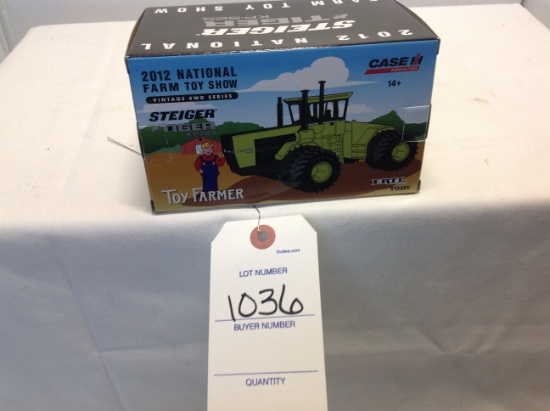 2012 NATIONAL
FARM TOY SHOW
STEIGER
2012 NATIONAL
FARM TOY SHOW
VINTAGE 4WD SERIES
STEIGER
TIGER
CASE IH
14+
TOY FARMER
ERTL
TOMY
LOT NUMBER
1036
BUYER NUMBER
QUANTITY